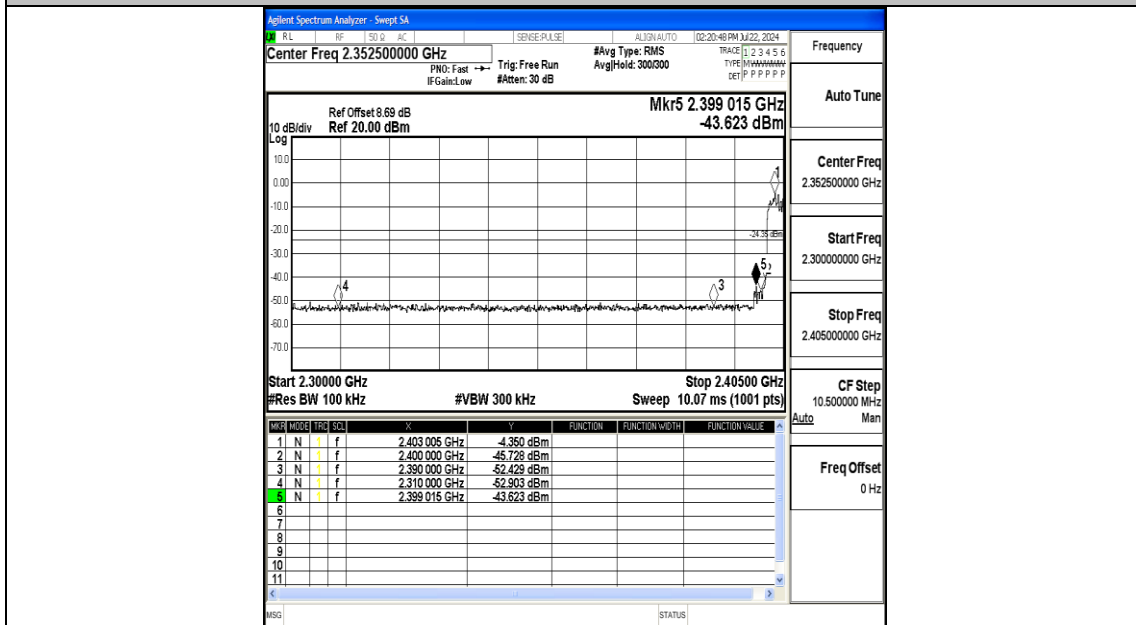 Agilent Spectrum Analyzer - Swept SA
RL RF 50 Ω AC SENSE:PULSE ALIGN AUTO 02:20:48 PM Jul 22, 2024
Center Freq 2.352500000 GHz
PNO: Fast
IFGain:Low
Trig: Free Run
#Atten: 30 dB
#Avg Type: RMS
Avg|Hold: 300/300
TRACE 1 2 3 4 5 6
TYPE M
DET P P P P P P
Mkr5 2.399 015 GHz
-43.623 dBm
Ref Offset 8.69 dB
Ref 20.00 dBm
10 dB/div
Log
10.0
0.00
-10.0
-20.0
-30.0
-40.0
-50.0
-60.0
-70.0
1
-24.35 dBm
5
3
4
Start 2.30000 GHz
Stop 2.40500 GHz
#Res BW 100 kHz
#VBW 300 kHz
Sweep 10.07 ms (1001 pts)
MKR MODE TRC SCL X Y FUNCTION FUNCTION WIDTH FUNCTION VALUE
1 N 1 f 2.403 005 GHz -4.350 dBm
2 N 1 f 2.400 000 GHz -45.728 dBm
3 N 1 f 2.390 000 GHz -52.429 dBm
4 N 1 f 2.310 000 GHz -52.903 dBm
5 N 1 f 2.399 015 GHz -43.623 dBm
6
7
8
9
10
11
MSG
STATUS
Frequency
Auto Tune
Center Freq
2.352500000 GHz
Start Freq
2.300000000 GHz
Stop Freq
2.405000000 GHz
CF Step
10.500000 MHz
Auto Man
Freq Offset
0 Hz